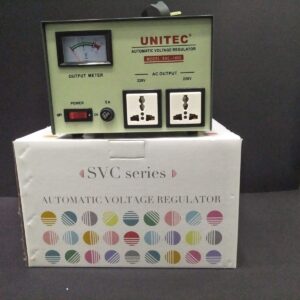 UNITEC®
AUTOMATIC VOLTAGE REGULATOR
OUTPUT METER
AC OUTPUT
220V
POWER
SVC series
AUTOMATIC VOLTAGE REGULATOR